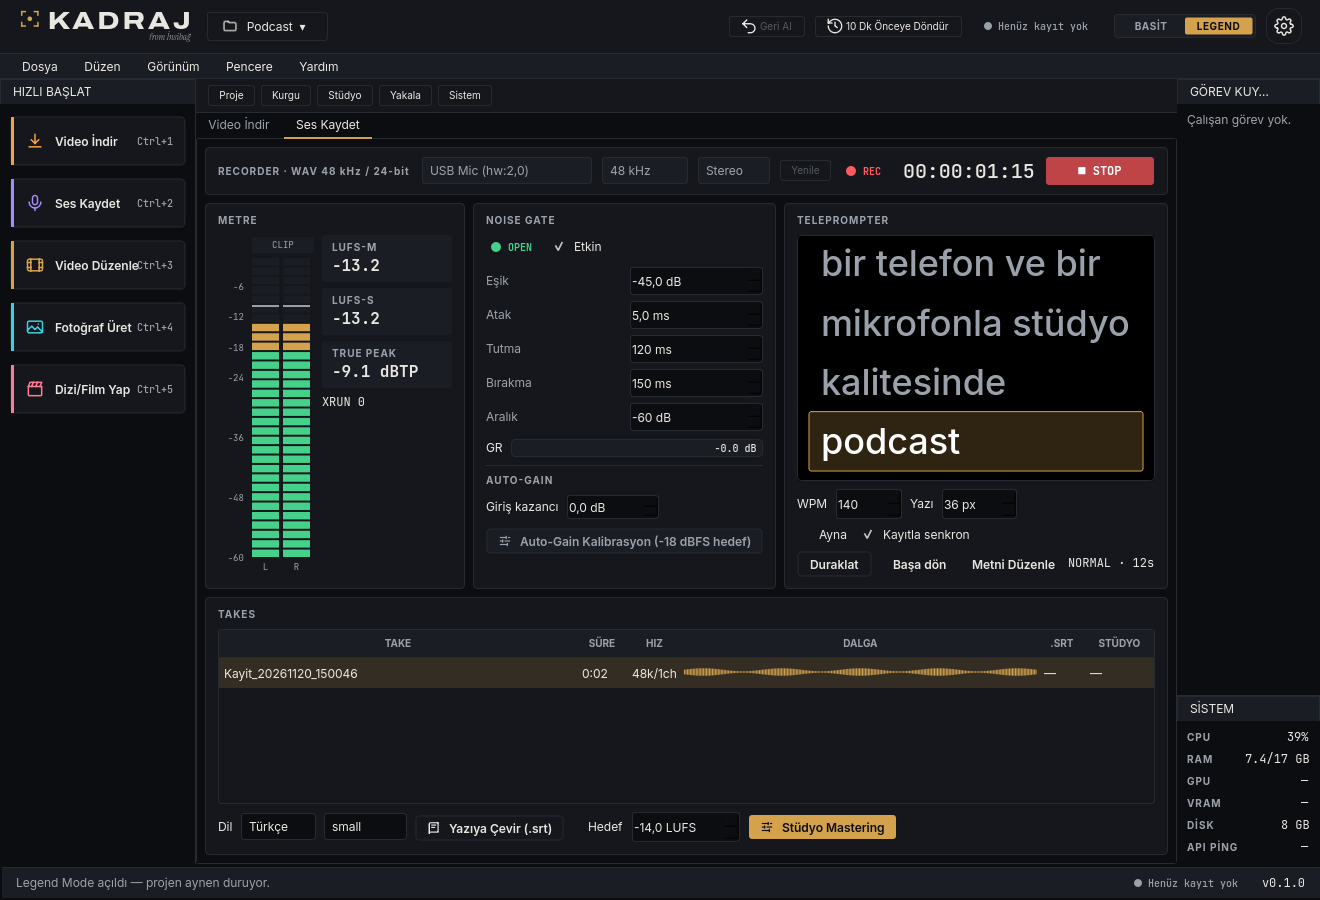 KADRAJ
from hwibağ
Podcast ▾
Geri Al
10 Dk Önceye Döndür
Henüz kayıt yok
BASİT
LEGEND
Dosya Düzen Görünüm Pencere Yardım
HIZLI BAŞLAT
Video İndir Ctrl+1
Ses Kaydet Ctrl+2
Video Düzenle Ctrl+3
Fotoğraf Üret Ctrl+4
Dizi/Film Yap Ctrl+5
Proje Kurgu Stüdyo Yakala Sistem
Video İndir Ses Kaydet
RECORDER · WAV 48 kHz / 24-bit
USB Mic (hw:2,0)
48 kHz
Stereo
Yenile
REC
00:00:01:15
STOP
METRE
CLIP
-6
-12
-18
-24
-36
-48
-60
L R
LUFS-M
-13.2
LUFS-S
-13.2
TRUE PEAK
-9.1 dBTP
XRUN 0
NOISE GATE
OPEN ✓ Etkin
Eşik -45,0 dB
Atak 5,0 ms
Tutma 120 ms
Bırakma 150 ms
Aralık -60 dB
GR -0.0 dB
AUTO-GAIN
Giriş kazancı 0,0 dB
Auto-Gain Kalibrasyon (-18 dBFS hedef)
TELEPROMPTER
bir telefon ve bir
mikrofonla stüdyo
kalitesinde
podcast
WPM 140 Yazı 36 px
Ayna ✓ Kayıtla senkron
Duraklat Başa dön Metni Düzenle NORMAL · 12s
TAKES
TAKE SÜRE HIZ DALGA .SRT STÜDYO
Kayit_20261120_150046 0:02 48k/1ch — —
Dil Türkçe small Yazıya Çevir (.srt) Hedef -14,0 LUFS Stüdyo Mastering
GÖREV KUY...
Çalışan görev yok.
SİSTEM
CPU 39%
RAM 7.4/17 GB
GPU —
VRAM —
DİSK 8 GB
API PİNG —
Legend Mode açıldı — projen aynen duruyor.
Henüz kayıt yok v0.1.0